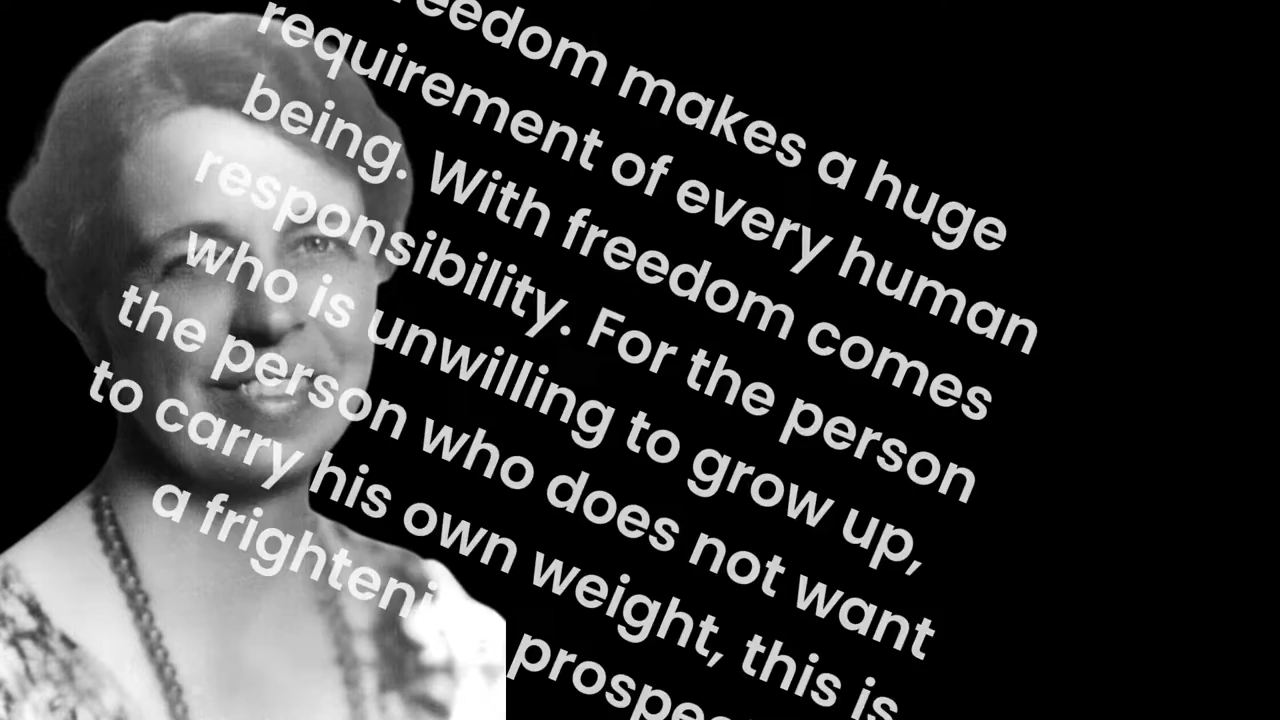 reedom makes a huge
requirement of every human
being. With freedom comes
responsibility. For the person
who is unwilling to grow up,
the person who does not want
to carry his own weight, this is
a frighteni prospec